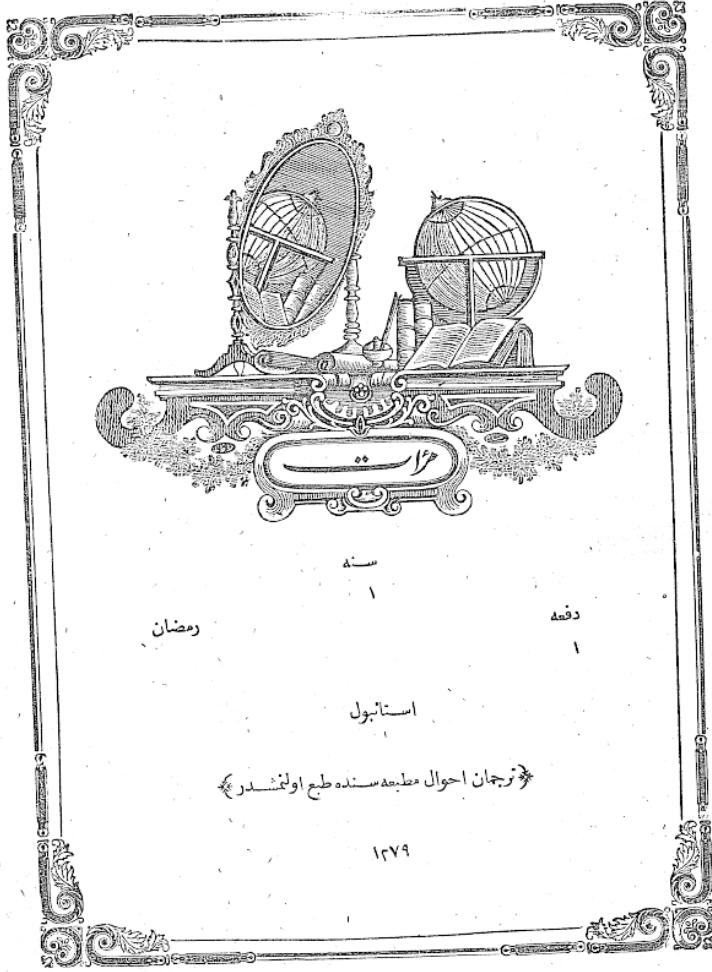 مرآت
سنه
١
دفعه
رمضان
١
استانبول
﴿ترجمان احوال مطبعه سنده طبع اولنمشدر﴾
١٢٧٩